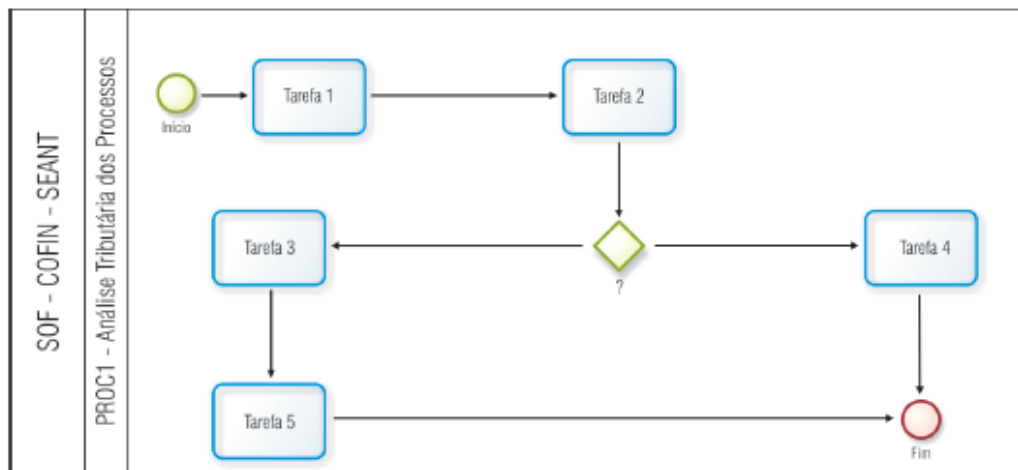 SOF - COFIN - SEANT
PROC1 - Análise Tributária dos Processos
Início
Tarefa 1
Tarefa 2
Tarefa 3
?
Tarefa 4
Tarefa 5
Fim